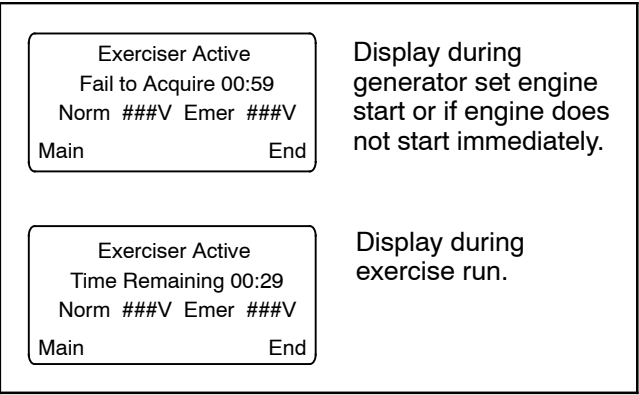 Exerciser Active
Fail to Acquire 00:59
Norm ###V Emer ###V
Main End
Display during
generator set engine
start or if engine does
not start immediately.
Exerciser Active
Time Remaining 00:29
Norm ###V Emer ###V
Main End
Display during
exercise run.